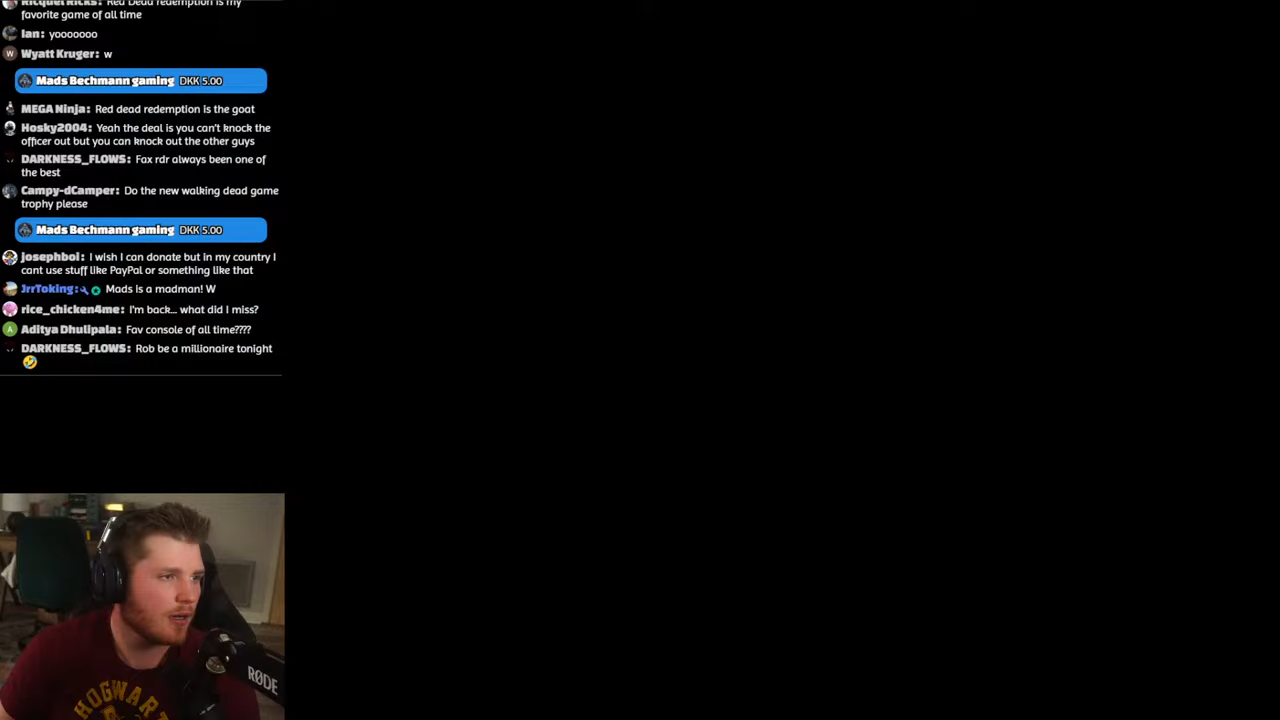 Ricquel Ricks: Red Dead redemption is my
favorite game of all time
Ian: yooooooo
Wyatt Kruger: w
Mads Bechmann gaming DKK 5.00
MEGA Ninja: Red dead redemption is the goat
Hosky2004: Yeah the deal is you can't knock the
officer out but you can knock out the other guys
DARKNESS_FLOWS: Fax rdr always been one of
the best
Campy-dCamper: Do the new walking dead game
trophy please
Mads Bechmann gaming DKK 5.00
josephboi: I wish I can donate but in my country I
cant use stuff like PayPal or something like that
JrrToking: Mads is a madman! W
rice_chicken4me: I'm back... what did I miss?
A Aditya Dhulipala: Fav console of all time????
DARKNESS_FLOWS: Rob be a millionaire tonight
🤣
RØDE
HOGWART